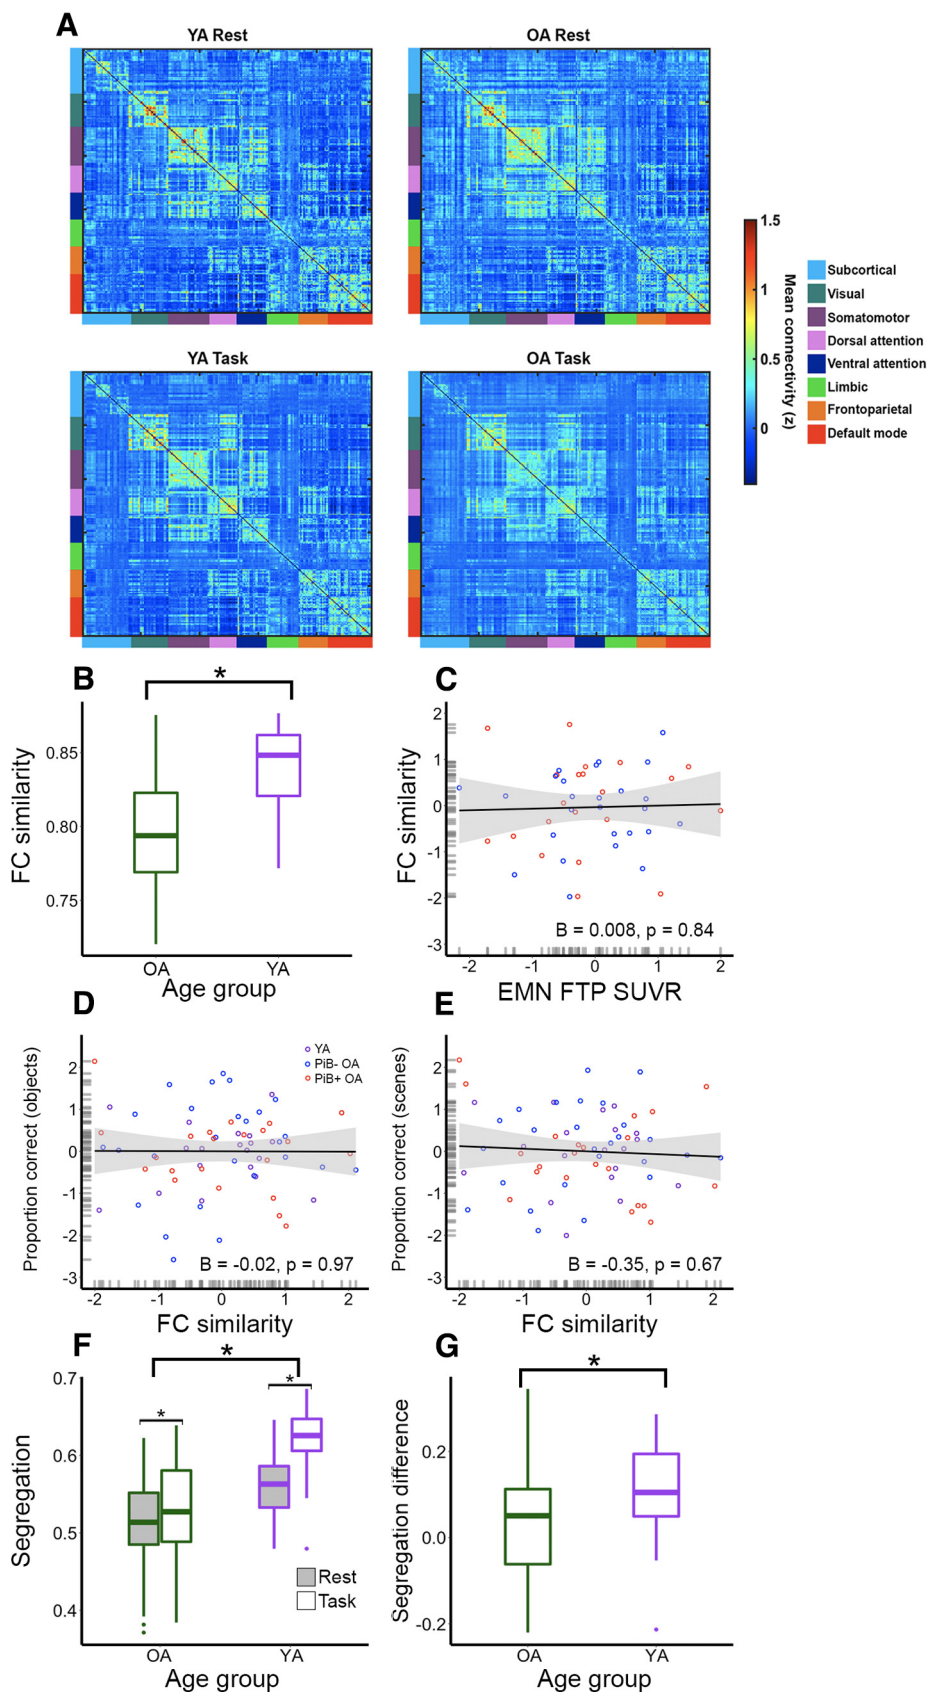 A
YA Rest
OA Rest
YA Task
OA Task
1.5
1
0.5
0
Mean connectivity (z)
Subcortical
Visual
Somatomotor
Dorsal attention
Ventral attention
Limbic
Frontoparietal
Default mode
B
*
FC similarity
0.85
0.80
0.75
OA
YA
Age group
C
FC similarity
2
1
0
-1
-2
-3
B = 0.008, p = 0.84
-2
-1
0
1
2
EMN FTP SUVR
D
Proportion correct (objects)
2
1
0
-1
-2
-3
YA
PiB- OA
PiB+ OA
B = -0.02, p = 0.97
-2
-1
0
1
2
FC similarity
E
Proportion correct (scenes)
2
1
0
-1
-2
-3
B = -0.35, p = 0.67
-2
-1
0
1
2
FC similarity
F
*
*
*
Segregation
0.7
0.6
0.5
0.4
Rest
Task
OA
YA
Age group
G
*
Segregation difference
0.2
0.0
-0.2
OA
YA
Age group